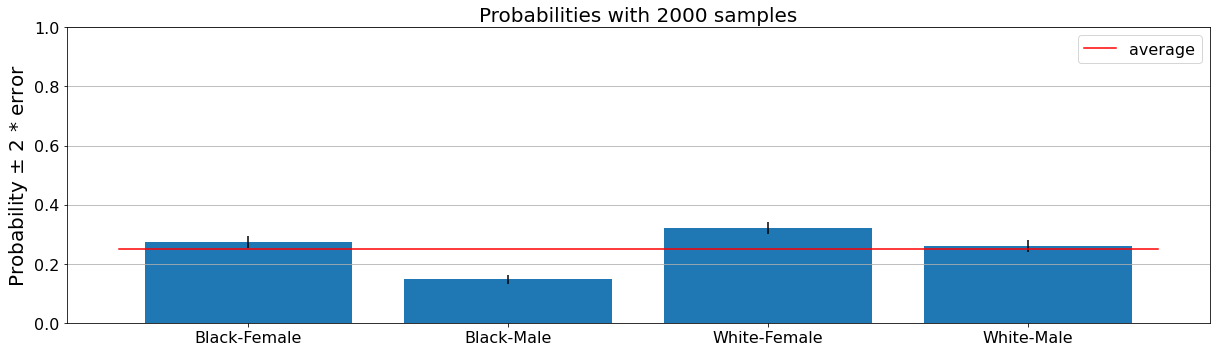 Probabilities with 2000 samples
Probability ± 2 * error
1.0
0.8
0.6
0.4
0.2
0.0
average
Black-Female
Black-Male
White-Female
White-Male